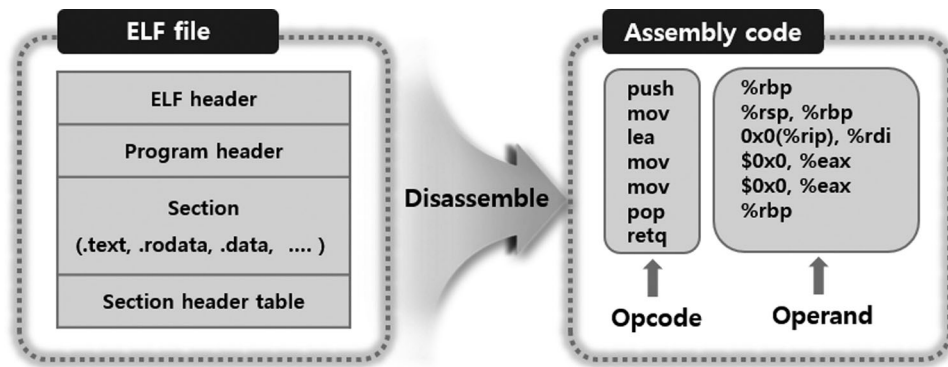 ELF file
ELF header
Program header
Section
(.text, .rodata, .data, .... )
Section header table
Disassemble
Assembly code
push %rbp
mov %rsp, %rbp
lea 0x0(%rip), %rdi
mov $0x0, %eax
mov $0x0, %eax
pop %rbp
retq
Opcode
Operand